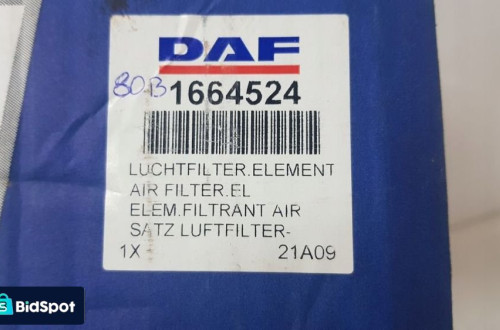 DAF
80B 1664524
LUCHTFILTER.ELEMENT
AIR FILTER.EL
ELEM.FILTRANT AIR
SATZ LUFTFILTER-
1X 21A09
BidSpot